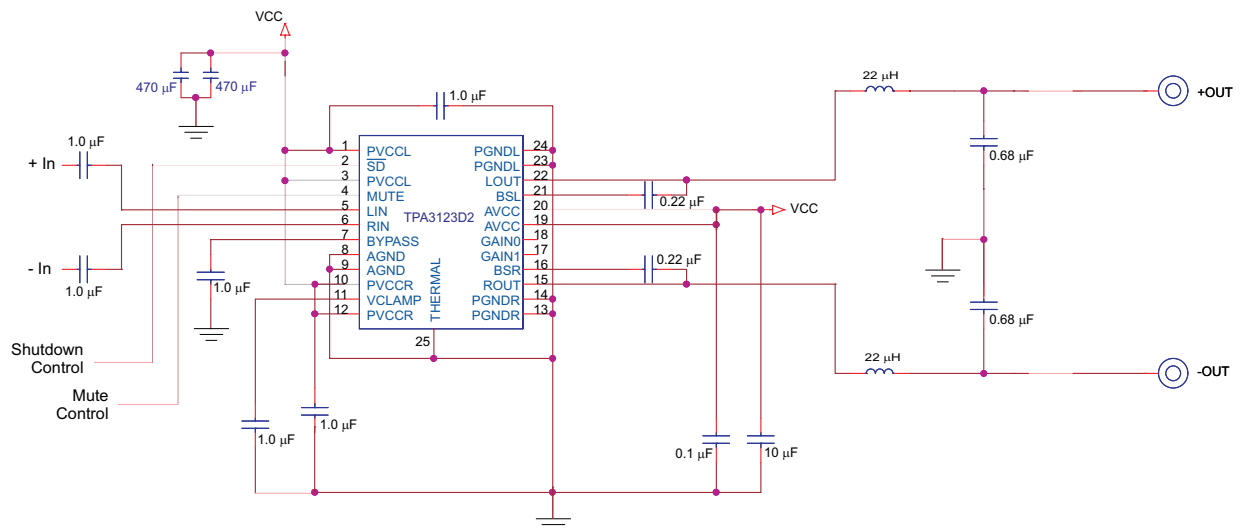 VCC
470 μF
470 μF
1.0 μF
22 μH
+OUT
1.0 μF
+ In
0.68 μF
1 PVCCL PGNDL 24
2 SD PGNDL 23
3 PVCCL LOUT 22
4 MUTE BSL 21
0.22 μF
5 LIN AVCC 20
VCC
TPA3123D2
6 RIN AVCC 19
7 BYPASS GAIN0 18
8 AGND GAIN1 17
9 AGND BSR 16
0.22 μF
10 PVCCR ROUT 15
11 VCLAMP PGNDR 14
12 PVCCR PGNDR 13
THERMAL
25
- In
1.0 μF
1.0 μF
0.68 μF
Shutdown
Control
Mute
Control
22 μH
-OUT
1.0 μF
1.0 μF
0.1 μF
10 μF